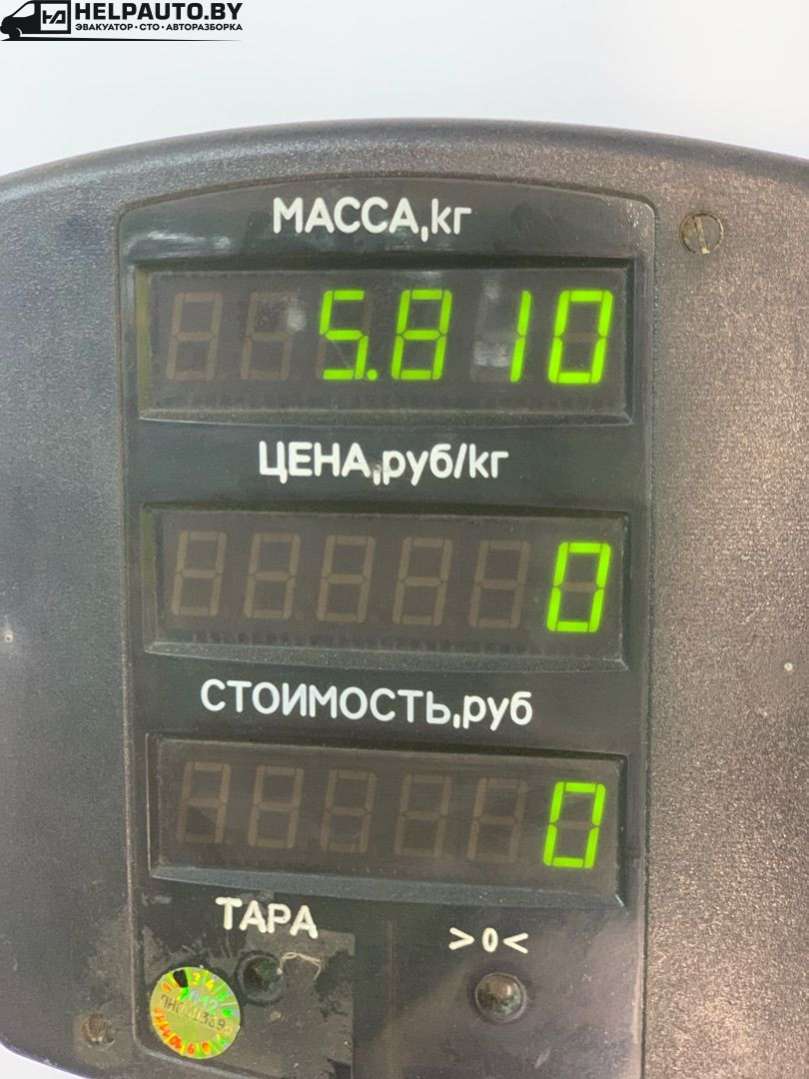 HELPAUTO.BY
ЭВАКУАТОР•СТО•АВТОРАЗБОРКА
МАССА,кг
5.810
ЦЕНА,руб/кг
0
СТОИМОСТЬ,руб
0
ТАРА
>0<